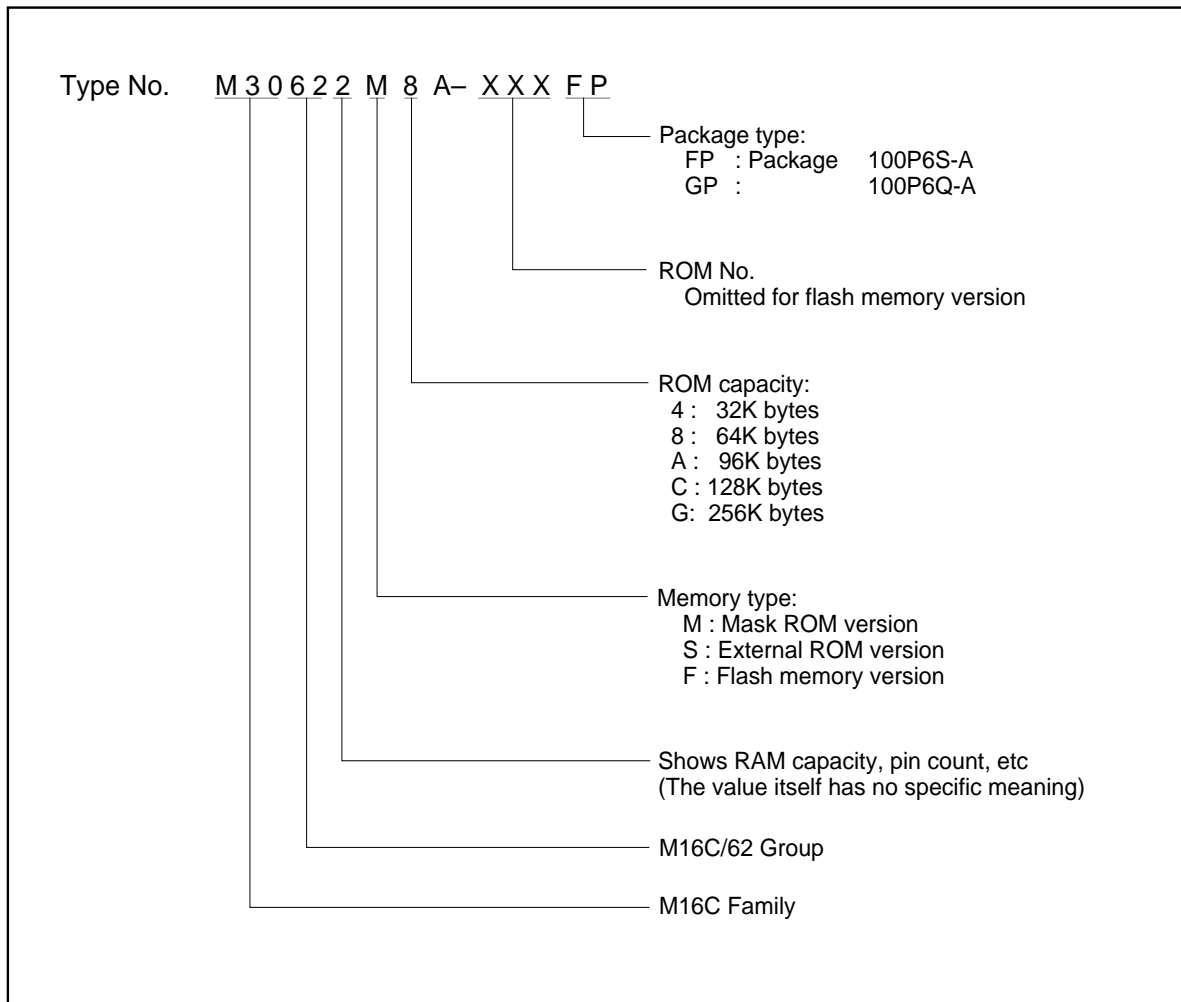 Type No. M 3 0 6 2 2 M 8 A– X X X F P
Package type:
FP : Package 100P6S-A
GP : 100P6Q-A
ROM No.
Omitted for flash memory version
ROM capacity:
4 : 32K bytes
8 : 64K bytes
A : 96K bytes
C : 128K bytes
G: 256K bytes
Memory type:
M : Mask ROM version
S : External ROM version
F : Flash memory version
Shows RAM capacity, pin count, etc
(The value itself has no specific meaning)
M16C/62 Group
M16C Family